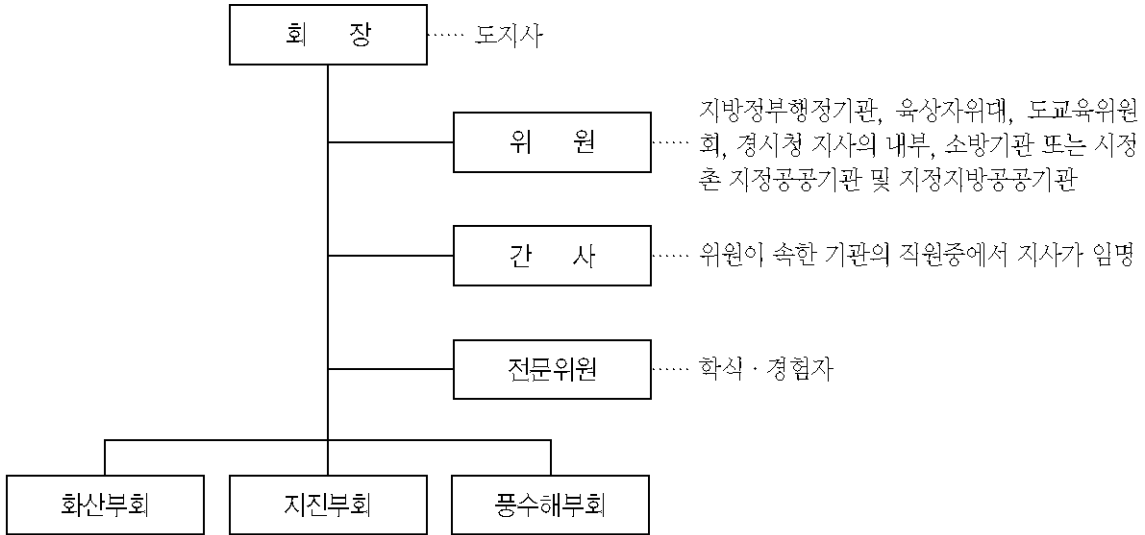 회 장 ······ 도지사
지방정부행정기관, 육상자위대, 도교육위원
위 원 ······ 회, 경시청 지사의 내부, 소방기관 또는 시정
촌 지정공공기관 및 지정지방공공기관
간 사 ······ 위원이 속한 기관의 직원중에서 지사가 임명
전문위원 ······ 학식 · 경험자
화산부회 지진부회 풍수해부회